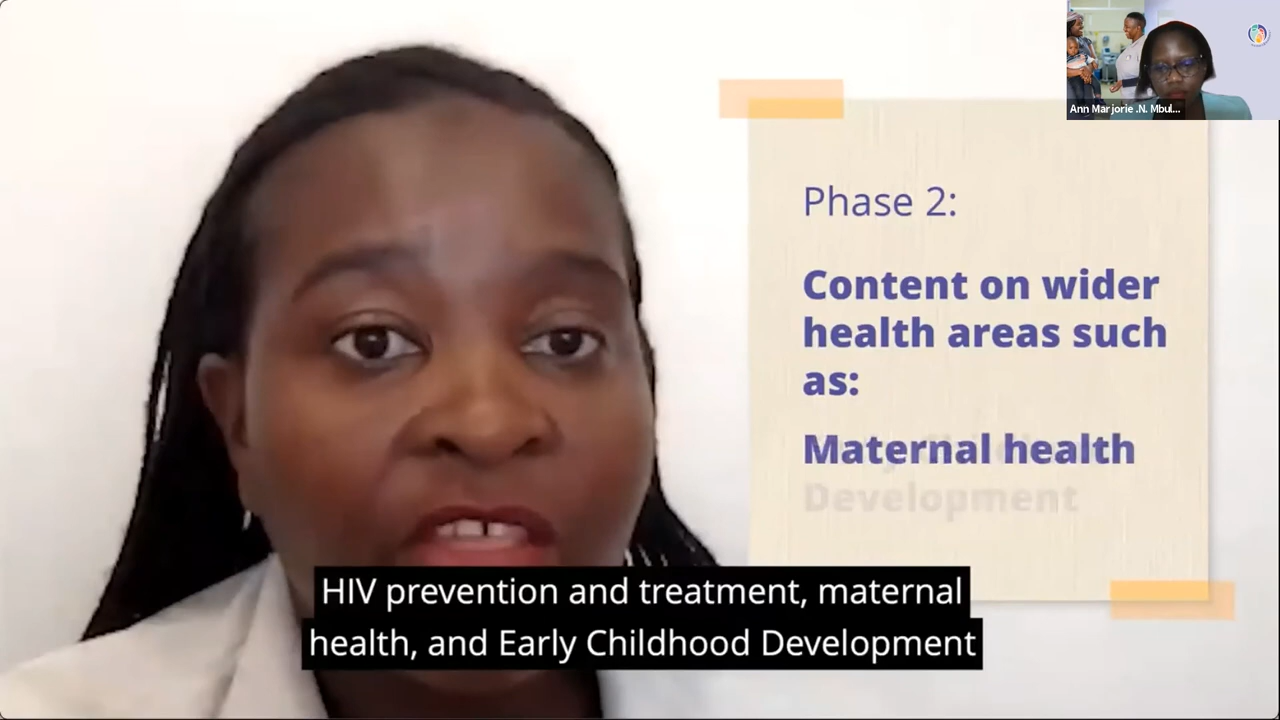 Ann Marjorie .N. Mbul...
Phase 2:
Content on wider
health areas such
as:
Maternal health
Development
HIV prevention and treatment, maternal
health, and Early Childhood Development